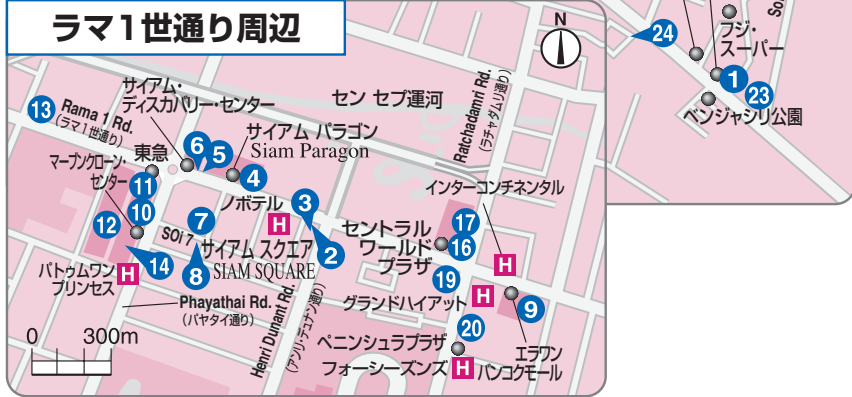 ラマ1世通り周辺
N
24
フジ・
スーパー
1
23
ベンジャシリ公園
So
サイアム・
ディスカバリー・センター
セン セブ運河
Ratchadamri Rd.
(ラチャダムリ通り)
13
Rama 1 Rd.
(ラマ1世通り)
サイアム パラゴン
Siam Paragon
6
5
4
東急
マーブンクローン・
センター
11
10
12
14
ノボテル
H
3
2
インターコンチネンタル
H
7
SOi 7
サイアム スクエア
SIAM SQUARE
8
セントラル
ワールド
プラザ
17
16
19
パトゥムワン
プリンセス
H
Phayathai Rd.
(パヤタイ通り)
Henri Dunant Rd.
(アンリ・デュナン通り)
グランドハイアット
H
9
エラワン
バンコクモール
20
ペニンシュラプラザ
フォーシーズンズ
H
0 300m